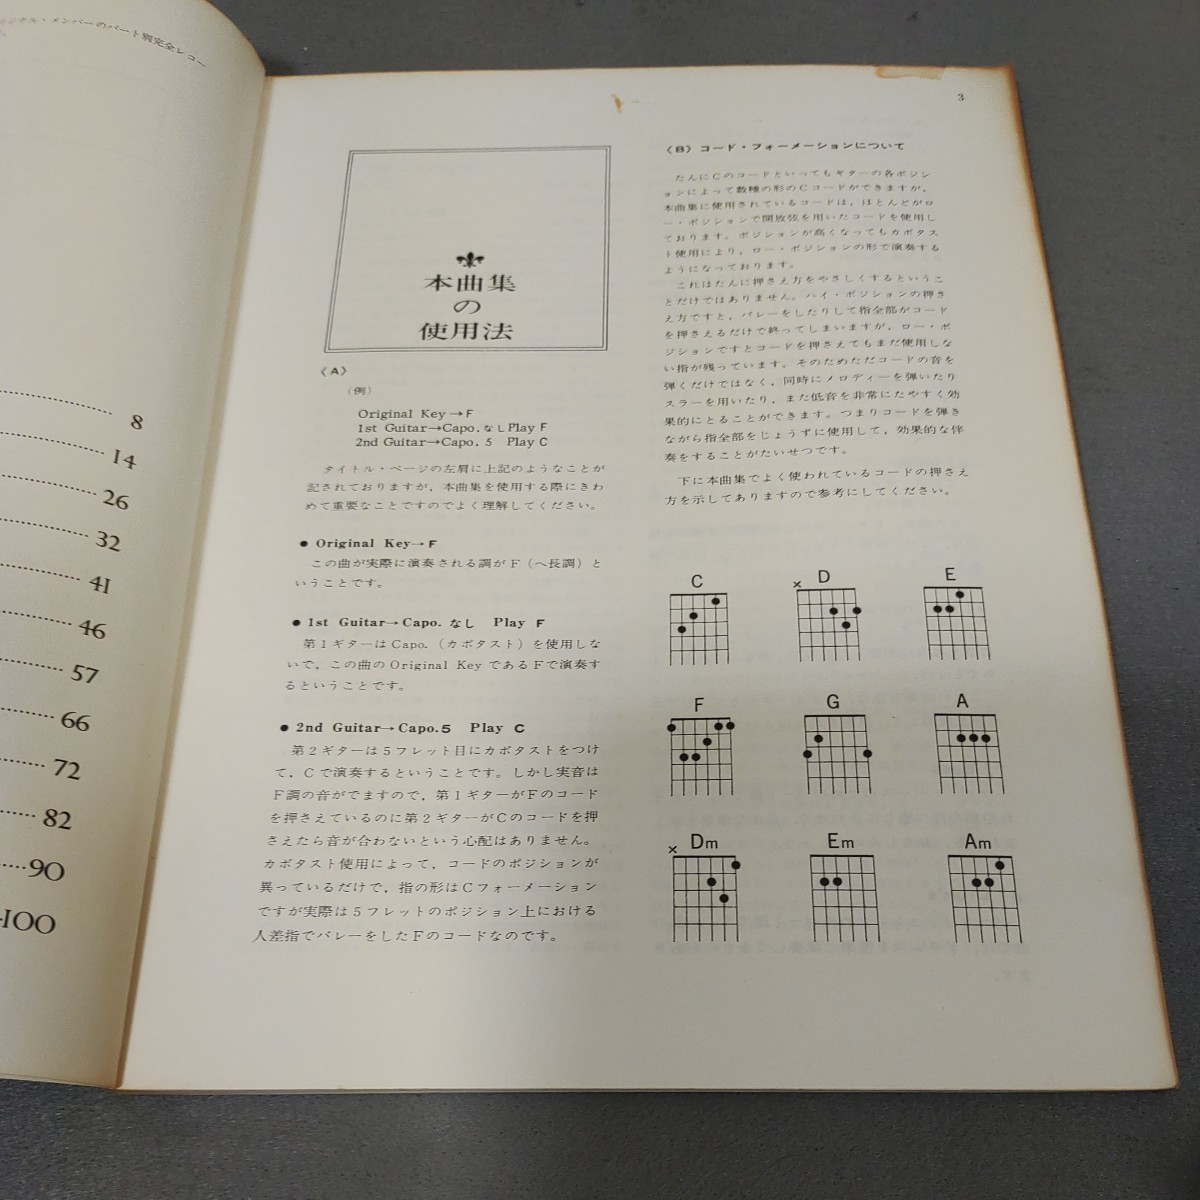 メンバーのパート別完全レコー
8
14
26
32
41
46
57
66
72
82
90
100
3
本曲集
の
使用法
〈A〉
(例)
Original Key→F
1st Guitar→Capo. なし Play F
2nd Guitar→Capo. 5 Play C
タイトル・ページの左肩に上記のようなことが
記されておりますが、本曲集を使用する際にきわ
めて重要なことですのでよく理解してください。
● Original Key→F
この曲が実際に演奏される調がF(ヘ長調)と
いうことです。
● 1st Guitar→Capo. なし Play F
第1ギターはCapo.(カポタスト)を使用しな
いで、この曲のOriginal KeyであるFで演奏す
るということです。
● 2nd Guitar→Capo.5 Play C
第2ギターは5フレット目にカポタストをつけ
て、Cで演奏するということです。しかし実音は
F調の音がでますので、第1ギターがFのコード
を押さえているのに第2ギターがCのコードを押
さえたら音が合わないという心配はありません。
カポタスト使用によって、コードのポジションが
異っているだけで、指の形はCフォーメーション
ですが実際は5フレットのポジション上における
人差指でバレーをしたFのコードなのです。
〈B〉コード・フォーメーションについて
たんにCのコードといってもギターの各ポジシ
ョンによって数種の形のCコードができますが、
本曲集に使用されているコードは、ほとんどがロ
ー・ポジションで開放弦を用いたコードを使用し
ております。ポジションが高くなってもカポタス
ト使用により、ロー・ポジションの形で演奏する
ようになっております。
これはたんに押さえ方をやさしくするというこ
とだけではありません。ハイ・ポジションの押さ
え方ですと、バレーをしたりして指全部がコード
を押さえるだけで終ってしまいますが、ロー・ポ
ジションですとコードを押さえてもまだ使用しな
い指が残っています。そのためただコードの音を
弾くだけではなく、同時にメロディーを弾いたり
スラーを用いたり、また低音を非常にたやすく効
果的にとることができます。つまりコードを弾き
ながら指全部をじょうずに使用して、効果的な伴
奏をすることがたいせつです。
下に本曲集でよく使われているコードの押さえ
方を示してありますので参考にしてください。
C
× D
E
F
G
A
× Dm
Em
Am